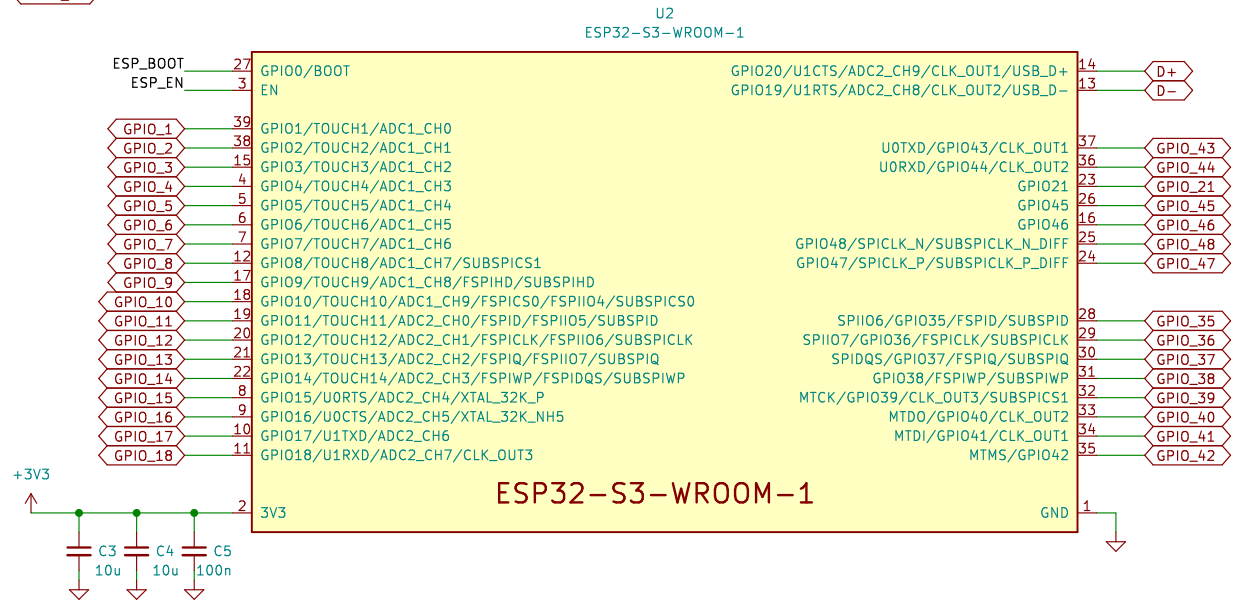 U2
ESP32-S3-WROOM-1
ESP_BOOT 27 GPIO0/BOOT GPIO20/U1CTS/ADC2_CH9/CLK_OUT1/USB_D+ 14 D+
ESP_EN 3 EN GPIO19/U1RTS/ADC2_CH8/CLK_OUT2/USB_D- 13 D-
GPIO_1 39 GPIO1/TOUCH1/ADC1_CH0
GPIO_2 38 GPIO2/TOUCH2/ADC1_CH1 U0TXD/GPIO43/CLK_OUT1 37 GPIO_43
GPIO_3 15 GPIO3/TOUCH3/ADC1_CH2 U0RXD/GPIO44/CLK_OUT2 36 GPIO_44
GPIO_4 4 GPIO4/TOUCH4/ADC1_CH3 GPIO21 23 GPIO_21
GPIO_5 5 GPIO5/TOUCH5/ADC1_CH4 GPIO45 26 GPIO_45
GPIO_6 6 GPIO6/TOUCH6/ADC1_CH5 GPIO46 16 GPIO_46
GPIO_7 7 GPIO7/TOUCH7/ADC1_CH6 GPIO48/SPICLK_N/SUBSPICLK_N_DIFF 25 GPIO_48
GPIO_8 12 GPIO8/TOUCH8/ADC1_CH7/SUBSPICS1 GPIO47/SPICLK_P/SUBSPICLK_P_DIFF 24 GPIO_47
GPIO_9 17 GPIO9/TOUCH9/ADC1_CH8/FSPIHD/SUBSPIHD
GPIO_10 18 GPIO10/TOUCH10/ADC1_CH9/FSPICS0/FSPIIO4/SUBSPICS0
GPIO_11 19 GPIO11/TOUCH11/ADC2_CH0/FSPID/FSPIIO5/SUBSPID SPIIO6/GPIO35/FSPID/SUBSPID 28 GPIO_35
GPIO_12 20 GPIO12/TOUCH12/ADC2_CH1/FSPICLK/FSPIIO6/SUBSPICLK SPIIO7/GPIO36/FSPICLK/SUBSPICLK 29 GPIO_36
GPIO_13 21 GPIO13/TOUCH13/ADC2_CH2/FSPIQ/FSPIIO7/SUBSPIQ SPIDQS/GPIO37/FSPIQ/SUBSPIQ 30 GPIO_37
GPIO_14 22 GPIO14/TOUCH14/ADC2_CH3/FSPIWP/FSPIDQS/SUBSPIWP GPIO38/FSPIWP/SUBSPIWP 31 GPIO_38
GPIO_15 8 GPIO15/U0RTS/ADC2_CH4/XTAL_32K_P MTCK/GPIO39/CLK_OUT3/SUBSPICS1 32 GPIO_39
GPIO_16 9 GPIO16/U0CTS/ADC2_CH5/XTAL_32K_NH5 MTDO/GPIO40/CLK_OUT2 33 GPIO_40
GPIO_17 10 GPIO17/U1TXD/ADC2_CH6 MTDI/GPIO41/CLK_OUT1 34 GPIO_41
GPIO_18 11 GPIO18/U1RXD/ADC2_CH7/CLK_OUT3 MTMS/GPIO42 35 GPIO_42
+3V3
ESP32-S3-WROOM-1
2 3V3 GND 1
C3 C4 C5
10u 10u 100n